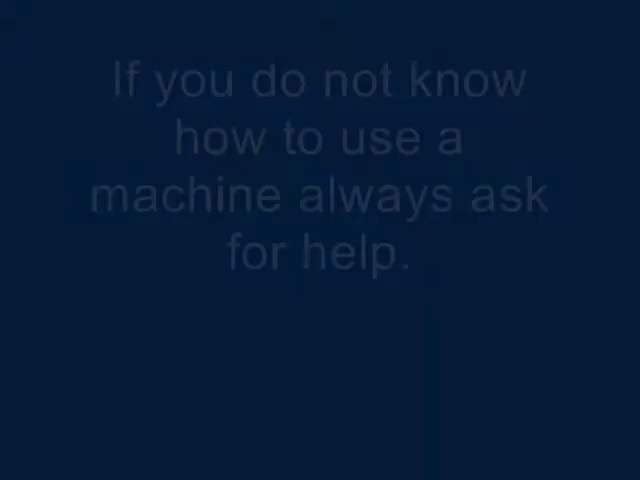 If you do not know
how to use a
machine always ask
for help.